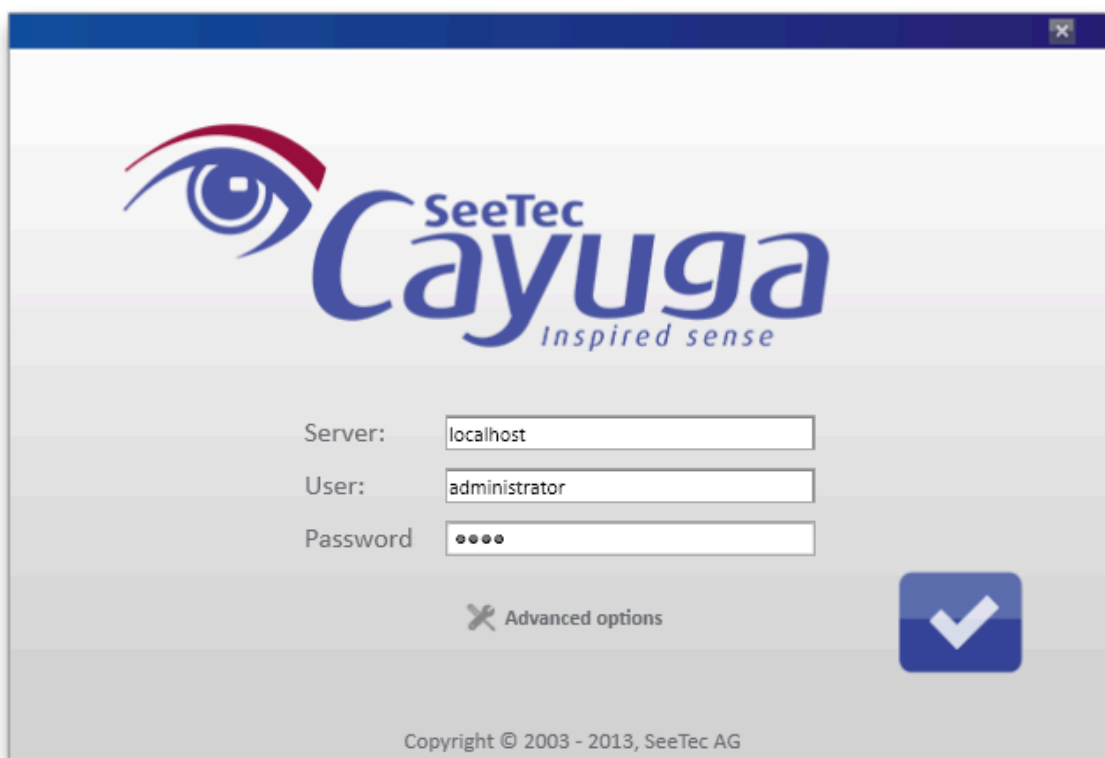 SeeTec
Cayuga
Inspired sense
Server: localhost
User: administrator
Password ●●●●
Advanced options
Copyright © 2003 - 2013, SeeTec AG